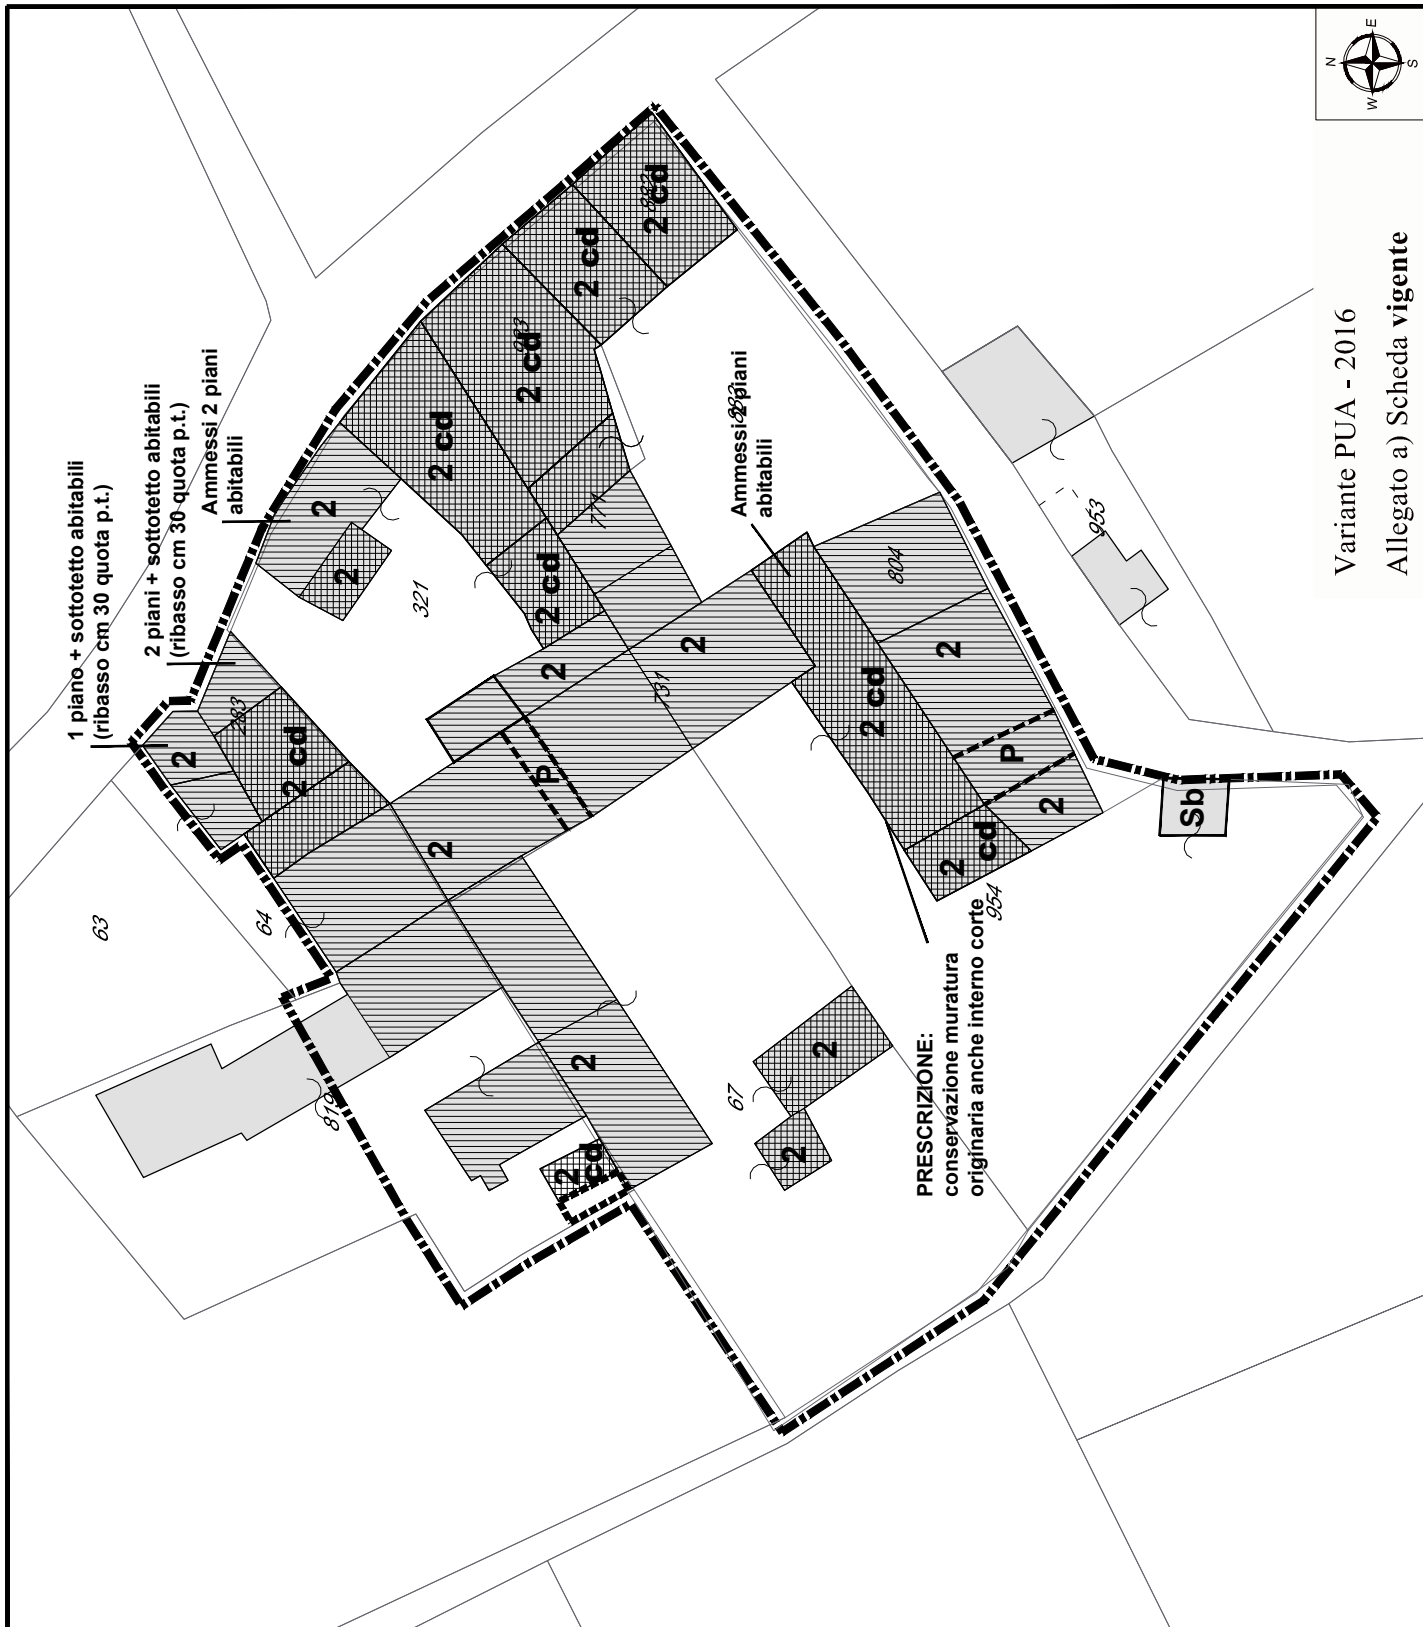 1 piano + sottotetto abitabili
(ribasso cm 30 quota p.t.)
2 piani + sottotetto abitabili
(ribasso cm 30 quota p.t.)
Ammessi 2 piani
abitabili
Ammessi 2 piani
abitabili
PRESCRIZIONE:
conservazione muratura
originaria anche interno corte
2
283
2 cd
2
2
321
2 cd
2 cd
2 cd
2 cd
2 cd
771
883
2
2
731
P
2
63
64
819
2
2
cd
67
2
2
804
2
2 cd
P
2
2
cd
954
Sb
953
N
E
S
W
Variante PUA - 2016
Allegato a) Scheda vigente